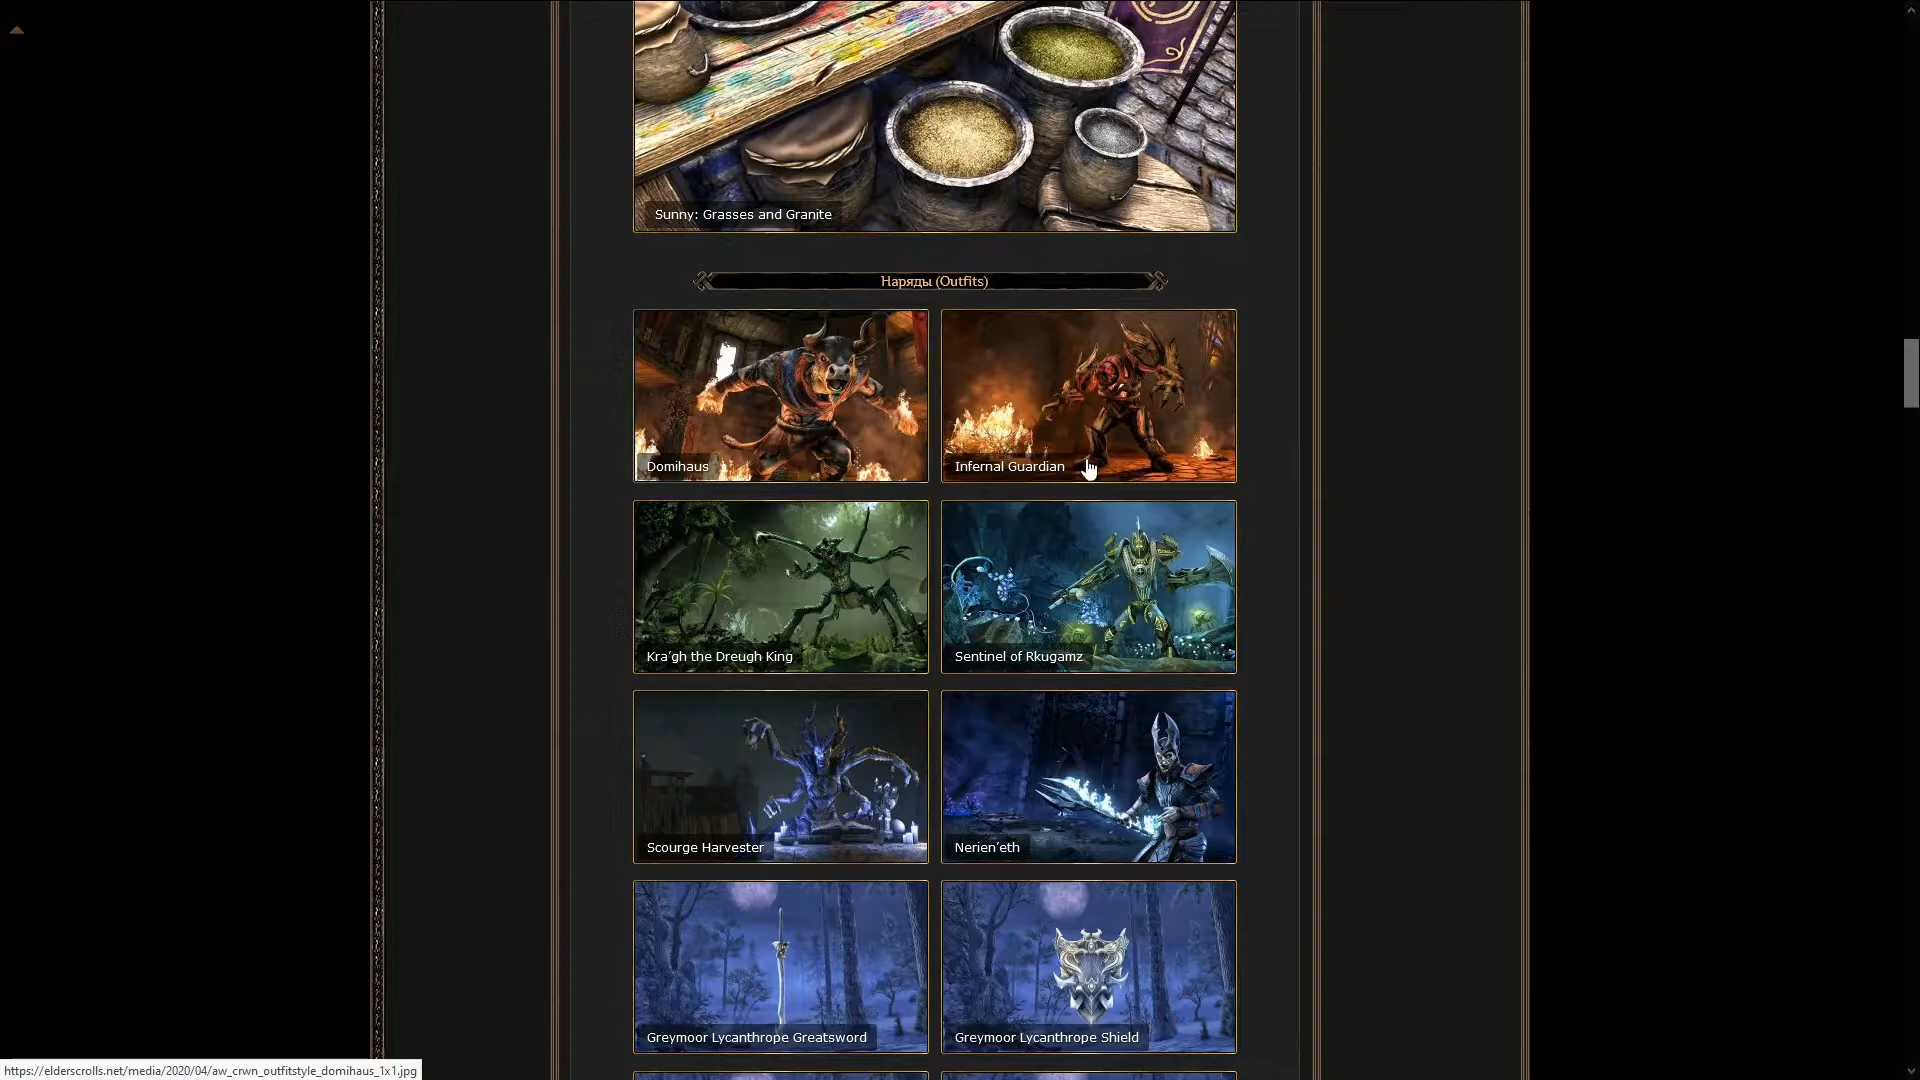 Sunny: Grasses and Granite
Наряды (Outfits)
Domihaus
Infernal Guardian
Kra’gh the Dreugh King
Sentinel of Rkugamz
Scourge Harvester
Nerien’eth
Greymoor Lycanthrope Greatsword
Greymoor Lycanthrope Shield
https://elderscrolls.net/media/2020/04/aw_crwn_outfitstyle_domihaus_1x1.jpg